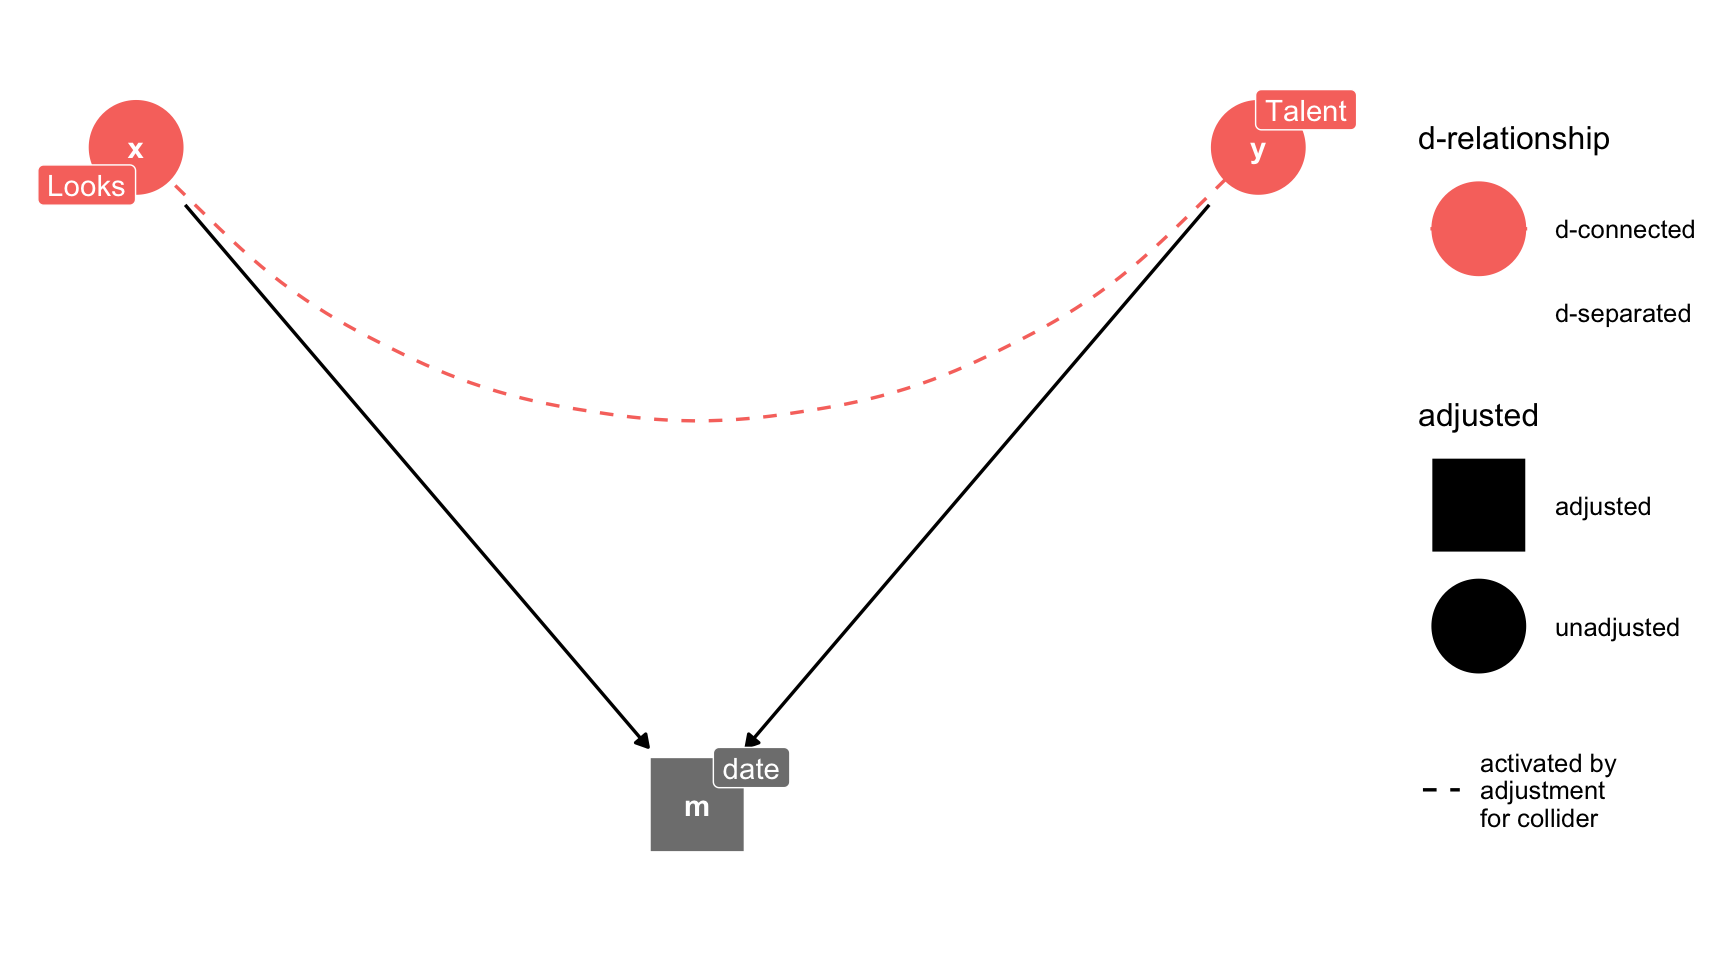 x
Looks
Talent
y
date
m
d-relationship
d-connected
d-separated
adjusted
adjusted
unadjusted
activated by
adjustment
for collider